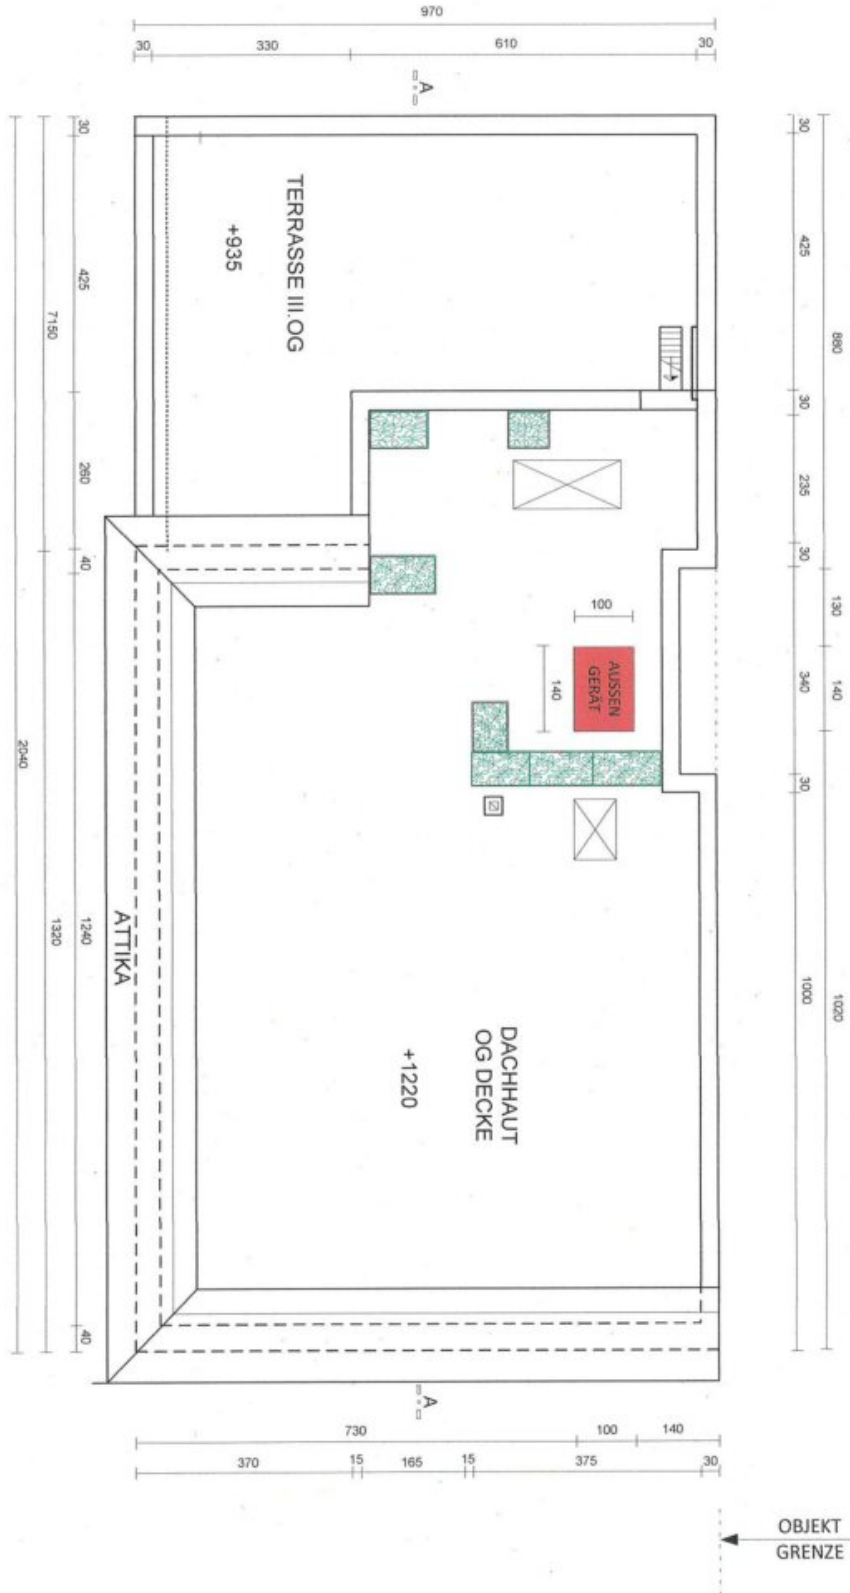 970
30 330 610 30
A
30
425
7150
260
40
2040
1320
1240
40
TERRASSE III.OG
+935
30
425
880
30
235
30
130
340
140
30
1000
1020
100
140
AUSSEN
GERÄT
ATTIKA
DACHHAUT
OG DECKE
+1220
A
730 100 140
370 15 165 15 375 30
OBJEKT
GRENZE